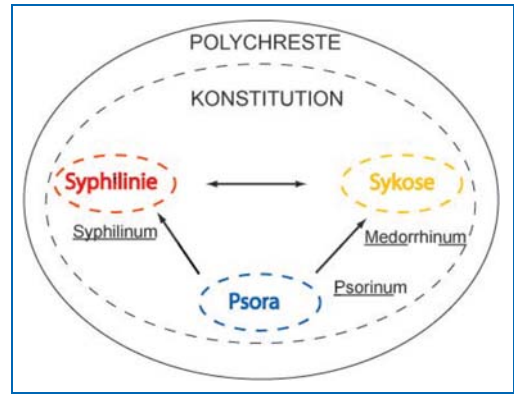 POLYCHRESTE
KONSTITUTION
Syphilinie
Sykose
Syphilinum
Medorrhinum
Psora
Psorinum